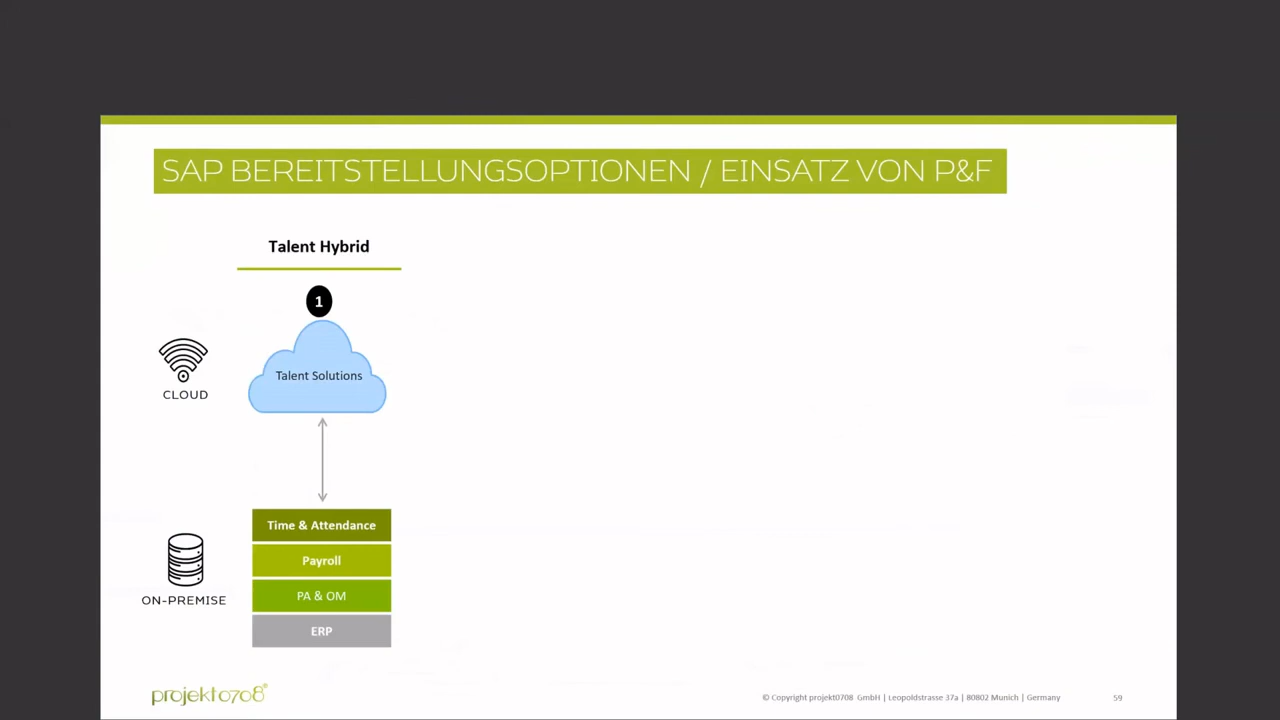 SAP BEREITSTELLUNGSOPTIONEN / EINSATZ VON P&F
Talent Hybrid
1
Talent Solutions
CLOUD
Time & Attendance
Payroll
PA & OM
ERP
ON-PREMISE
projekt0708®
© Copyright projekt0708 GmbH | Leopoldstrasse 37a | 80802 Munich | Germany
59